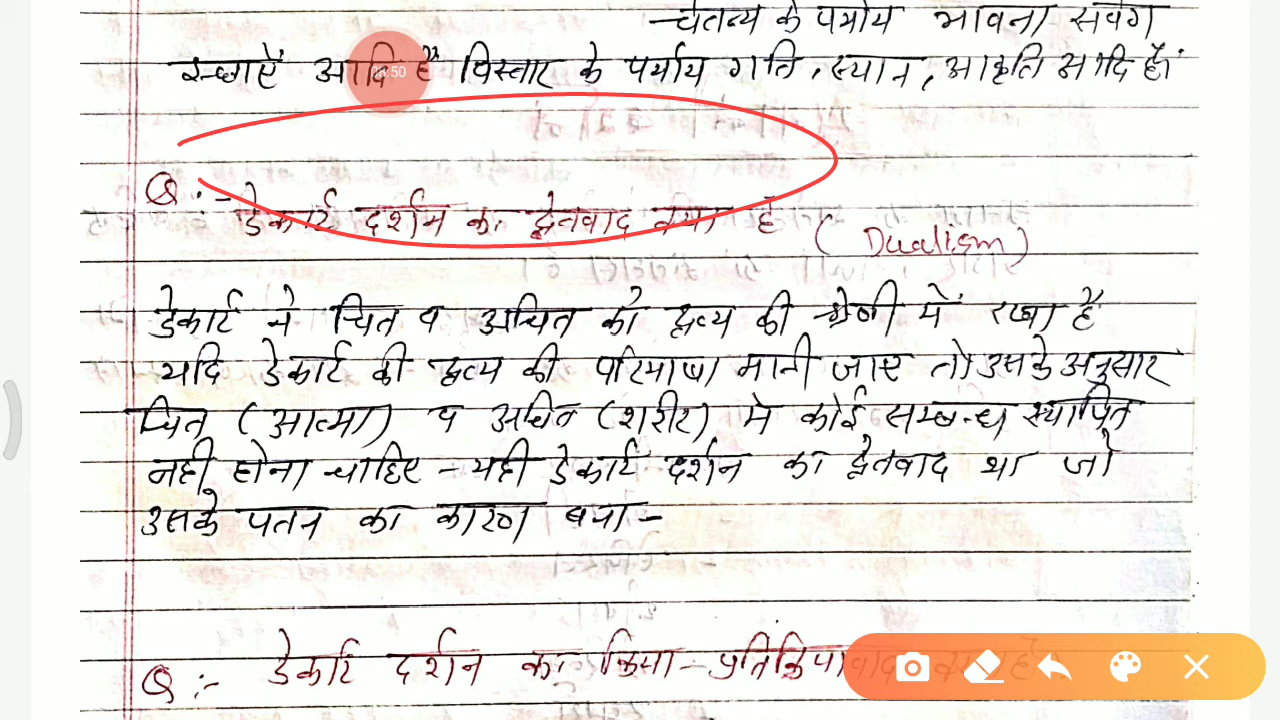 -चेतन्य के पर्याय भावना संवेग
इच्छाऐं आदि हैं विस्तार के पर्याय गति, स्थान, आकृति आदि हैं।
Q:- डेकार्ट दर्शन का द्वेतवाद क्या है ( Dualism )
डेकार्ट ने चित व अचित को द्रव्य की श्रेणी में रखा है
यदि डेकार्ट की द्रव्य की परिभाषा मानी जाए तो उसके अनुसार
चित (आत्मा) व अचित (शरीर) मे कोई सम्बन्ध स्थापित
नही होना चाहिए - यही डेकार्ट दर्शन का द्वेतवाद था जो
उसके पतन का कारण बना -
Q:- डेकार्ट दर्शन का क्रिया-प्रतिक्रियावाद